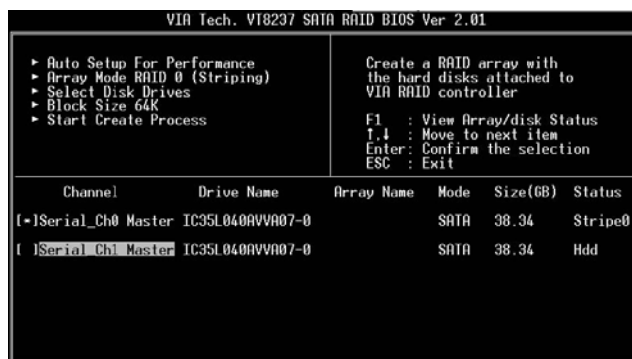 VIA Tech. VT8237 SATA RAID BIOS Ver 2.01
► Auto Setup For Performance
► Array Mode RAID 0 (Striping)
► Select Disk Drives
► Block Size 64K
► Start Create Process
Create a RAID array with
the hard disks attached to
VIA RAID controller
F1 : View Array/disk Status
↑,↓ : Move to next item
Enter: Confirm the selection
ESC : Exit
Channel Drive Name Array Name Mode Size(GB) Status
[*]Serial_Ch0 Master IC35L040AVVA07-0 SATA 38.34 Stripe0
[ ]Serial_Ch1 Master IC35L040AVVA07-0 SATA 38.34 Hdd